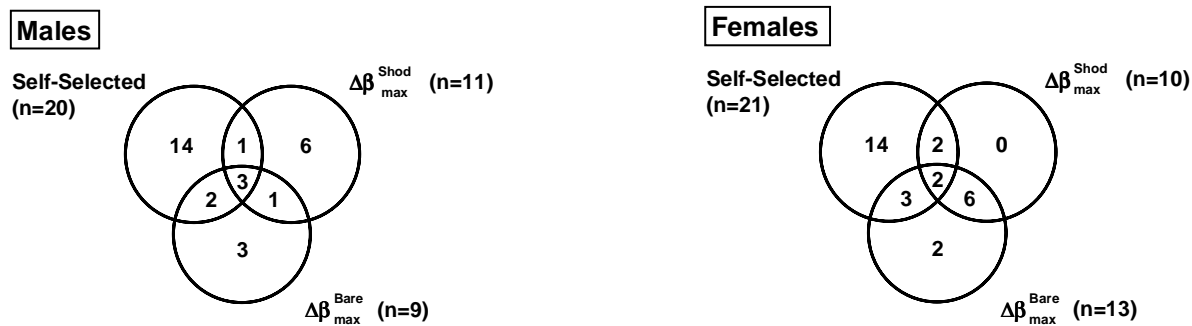 Males
Self-Selected
(n=20)
Δβ Shod max (n=11)
14
1
6
3
2
1
3
Δβ Bare max (n=9)
Females
Self-Selected
(n=21)
Δβ Shod max (n=10)
14
2
0
2
3
6
2
Δβ Bare max (n=13)